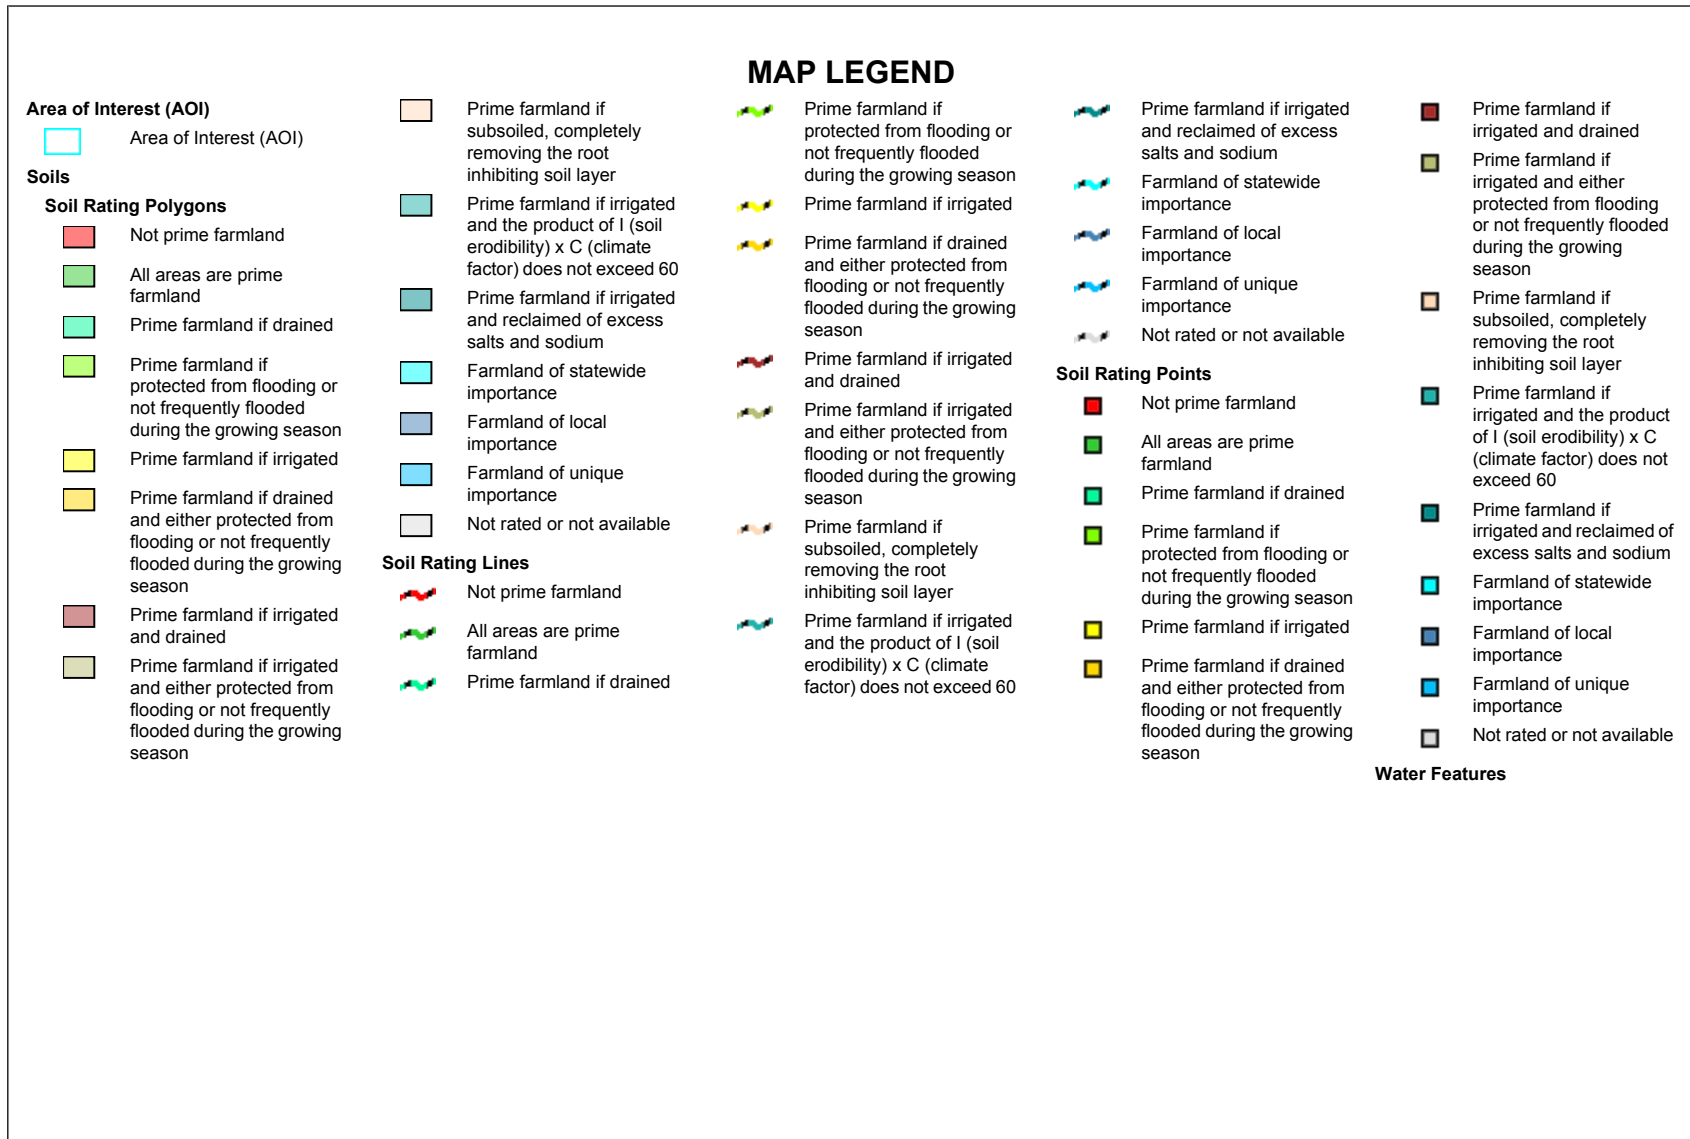 MAP LEGEND
Area of Interest (AOI)
Area of Interest (AOI)
Soils
Soil Rating Polygons
Not prime farmland
All areas are prime
farmland
Prime farmland if drained
Prime farmland if
protected from flooding or
not frequently flooded
during the growing season
Prime farmland if irrigated
Prime farmland if drained
and either protected from
flooding or not frequently
flooded during the growing
season
Prime farmland if irrigated
and drained
Prime farmland if irrigated
and either protected from
flooding or not frequently
flooded during the growing
season
Prime farmland if
subsoiled, completely
removing the root
inhibiting soil layer
Prime farmland if irrigated
and the product of I (soil
erodibility) x C (climate
factor) does not exceed 60
Prime farmland if irrigated
and reclaimed of excess
salts and sodium
Farmland of statewide
importance
Farmland of local
importance
Farmland of unique
importance
Not rated or not available
Soil Rating Lines
Not prime farmland
All areas are prime
farmland
Prime farmland if drained
Prime farmland if
protected from flooding or
not frequently flooded
during the growing season
Prime farmland if irrigated
Prime farmland if drained
and either protected from
flooding or not frequently
flooded during the growing
season
Prime farmland if irrigated
and drained
Prime farmland if irrigated
and either protected from
flooding or not frequently
flooded during the growing
season
Prime farmland if
subsoiled, completely
removing the root
inhibiting soil layer
Prime farmland if irrigated
and the product of I (soil
erodibility) x C (climate
factor) does not exceed 60
Prime farmland if irrigated
and reclaimed of excess
salts and sodium
Farmland of statewide
importance
Farmland of local
importance
Farmland of unique
importance
Not rated or not available
Soil Rating Points
Not prime farmland
All areas are prime
farmland
Prime farmland if drained
Prime farmland if
protected from flooding or
not frequently flooded
during the growing season
Prime farmland if irrigated
Prime farmland if drained
and either protected from
flooding or not frequently
flooded during the growing
season
Prime farmland if
irrigated and drained
Prime farmland if
irrigated and either
protected from flooding
or not frequently flooded
during the growing
season
Prime farmland if
subsoiled, completely
removing the root
inhibiting soil layer
Prime farmland if
irrigated and the product
of I (soil erodibility) x C
(climate factor) does not
exceed 60
Prime farmland if
irrigated and reclaimed of
excess salts and sodium
Farmland of statewide
importance
Farmland of local
importance
Farmland of unique
importance
Not rated or not available
Water Features